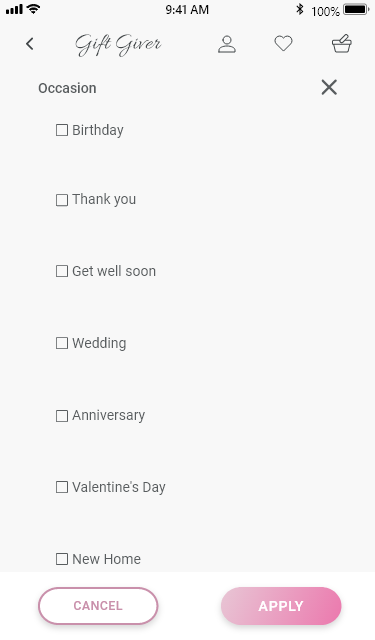 9:41 AM
100%
Gift Giver
Occasion
Birthday
Thank you
Get well soon
Wedding
Anniversary
Valentine's Day
New Home
CANCEL
APPLY